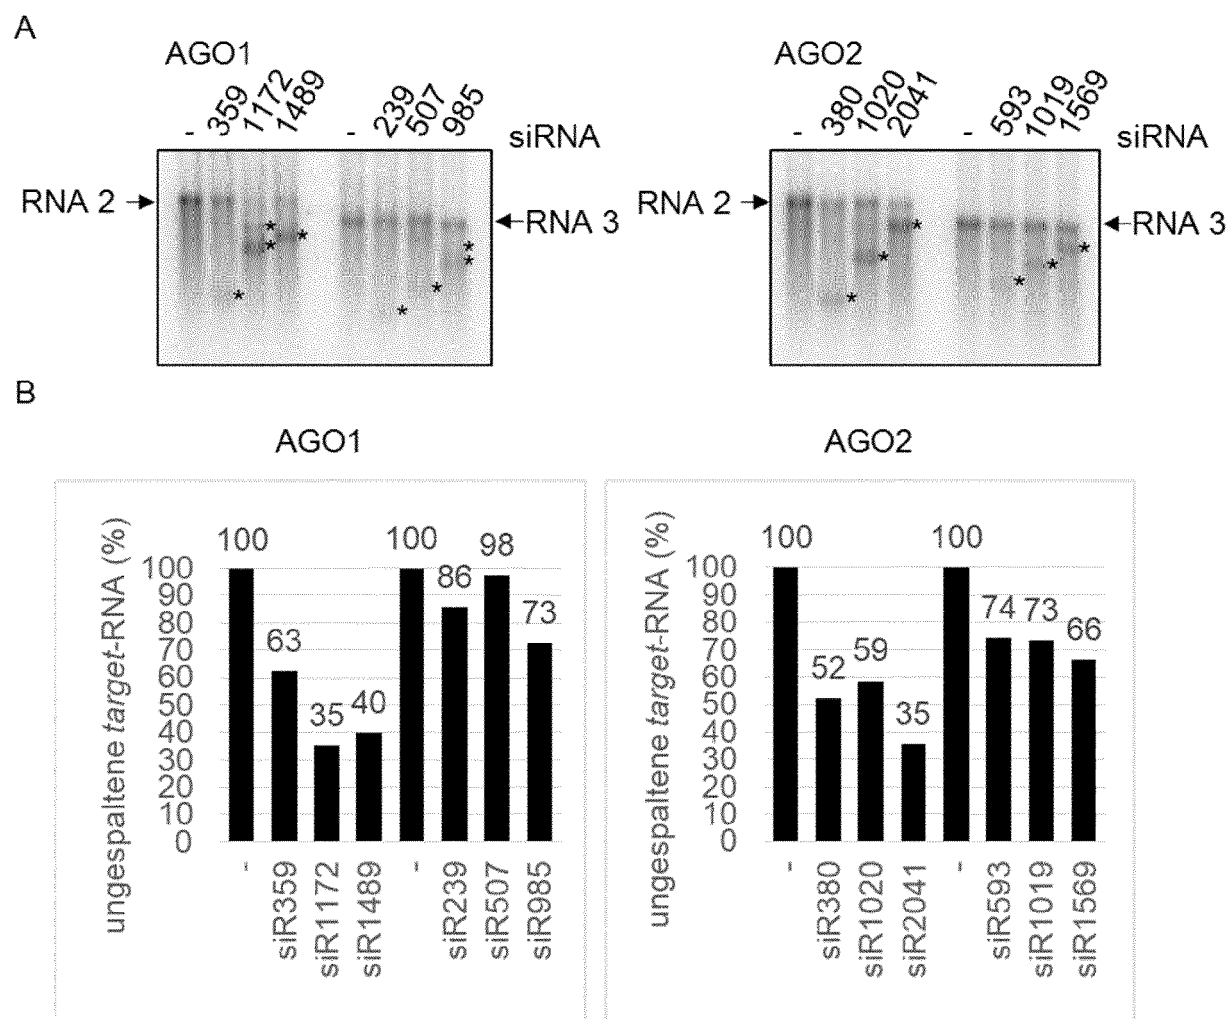 A
AGO1
- 359 1172 1489 - 239 507 985 siRNA
RNA 2
RNA 3
* * * * * * * *
AGO2
- 380 1020 2041 - 593 1019 1569 siRNA
RNA 2
RNA 3
* * * * * *
B
AGO1
ungespaltene target-RNA (%)
100
90
80
70
60
50
40
30
20
10
0
100 63 35 40 100 86 98 73
- siR359 siR1172 siR1489 - siR239 siR507 siR985
AGO2
ungespaltene target-RNA (%)
100
90
80
70
60
50
40
30
20
10
0
100 52 59 35 100 74 73 66
- siR380 siR1020 siR2041 - siR593 siR1019 siR1569